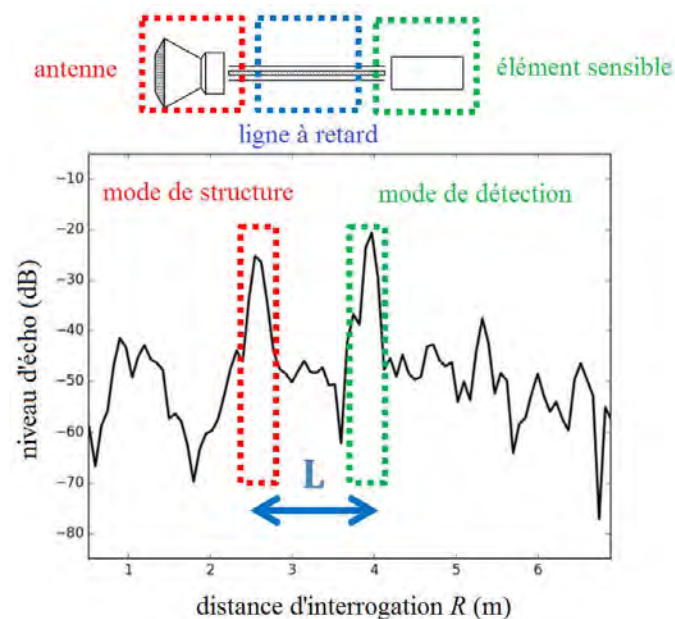 antenne
élément sensible
ligne à retard
mode de structure
mode de détection
niveau d'écho (dB)
−10
−20
−30
−40
−50
−60
−70
−80
L
1
2
3
4
5
6
distance d'interrogation R (m)